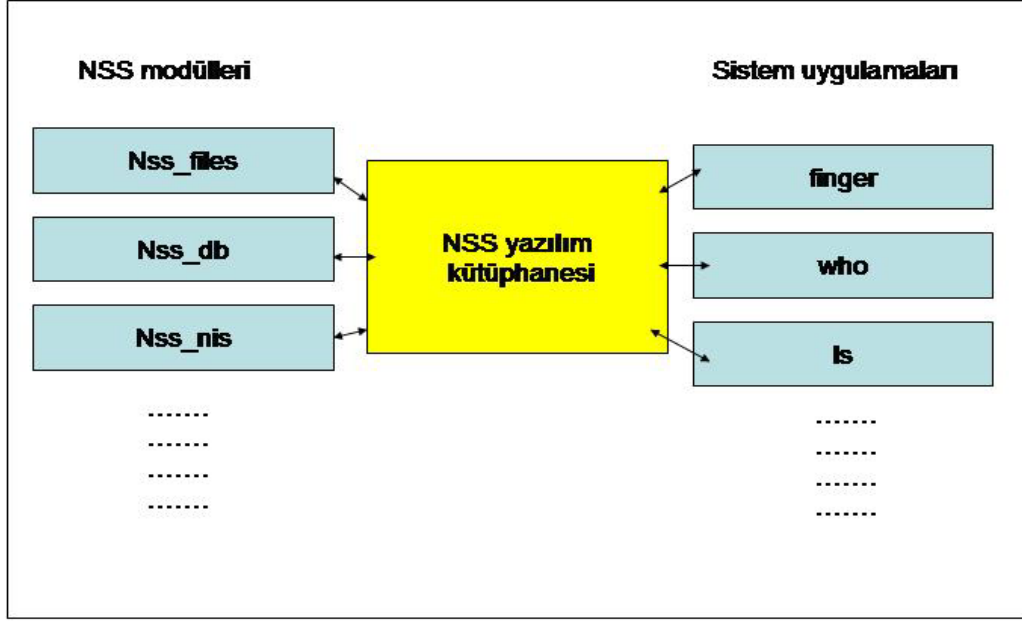 NSS modülleri
Nss_files
Nss_db
Nss_nis
.......
.......
.......
.......
NSS yazılım
kütüphanesi
Sistem uygulamaları
finger
who
ls
.......
.......
.......
.......